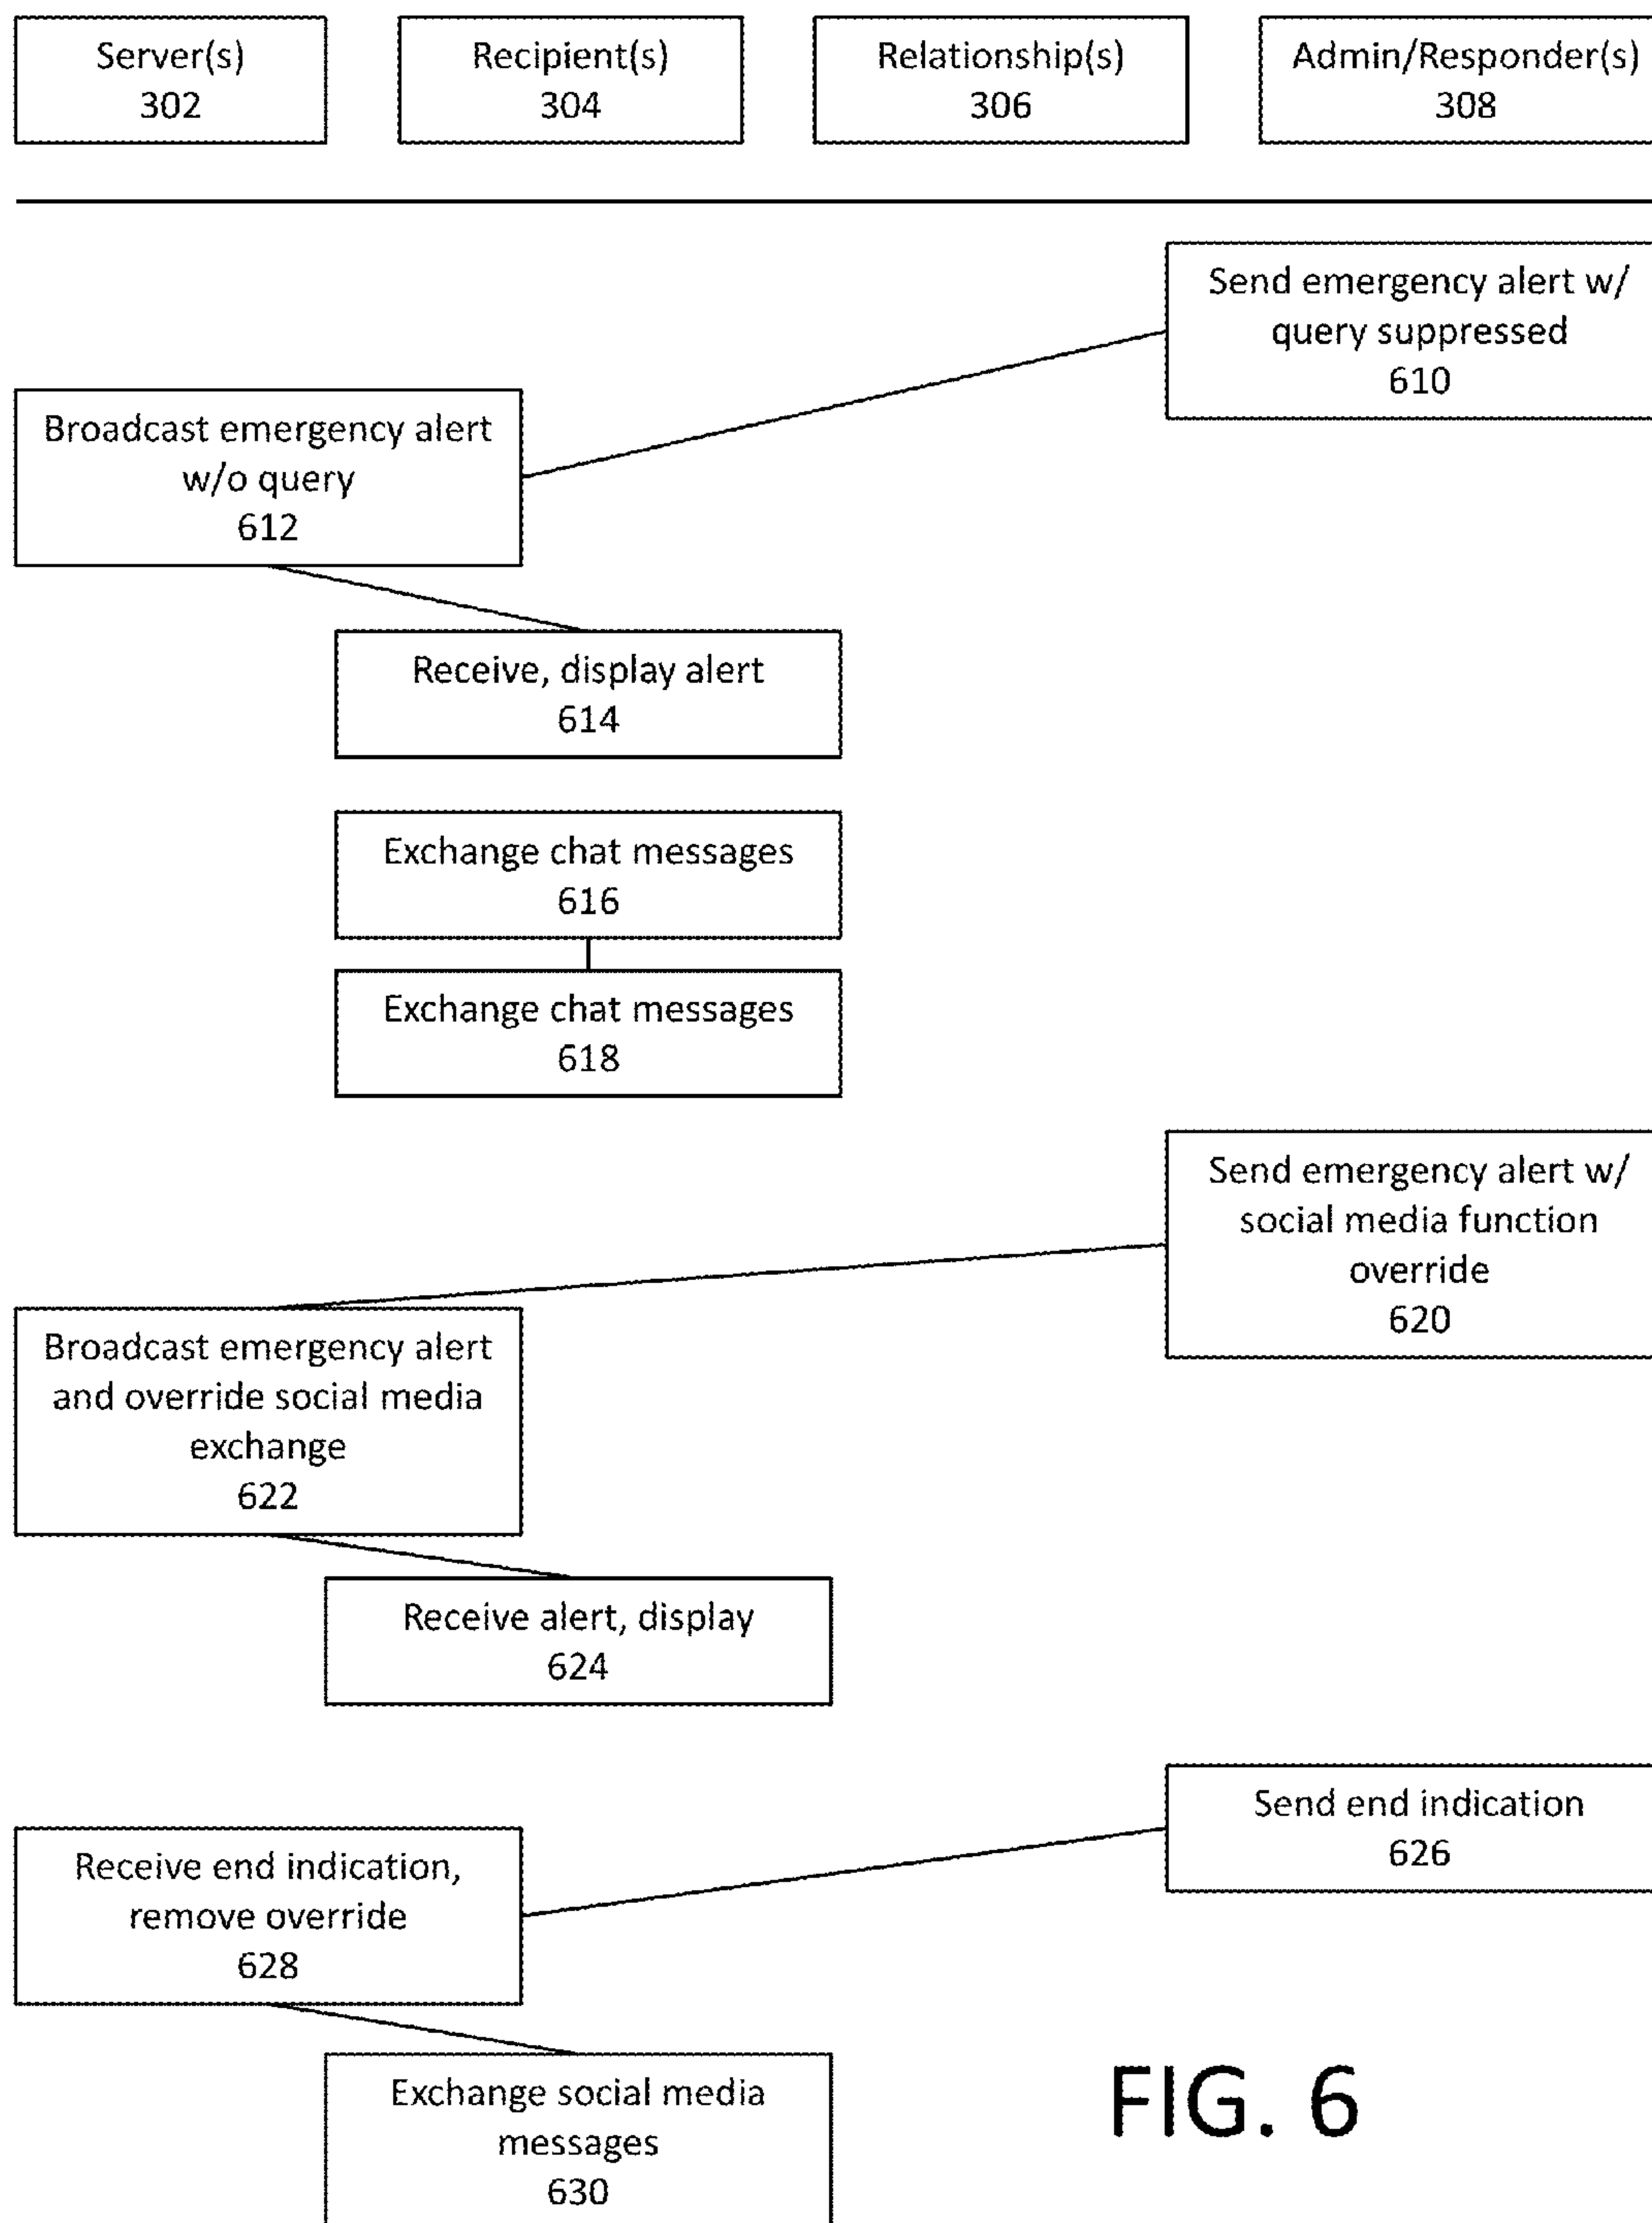 Server(s)
302
Recipient(s)
304
Relationship(s)
306
Admin/Responder(s)
308
Send emergency alert w/
query suppressed
610
Broadcast emergency alert
w/o query
612
Receive, display alert
614
Exchange chat messages
616
Exchange chat messages
618
Send emergency alert w/
social media function
override
620
Broadcast emergency alert
and override social media
exchange
622
Receive alert, display
624
Send end indication
626
Receive end indication,
remove override
628
Exchange social media
messages
630
FIG. 6